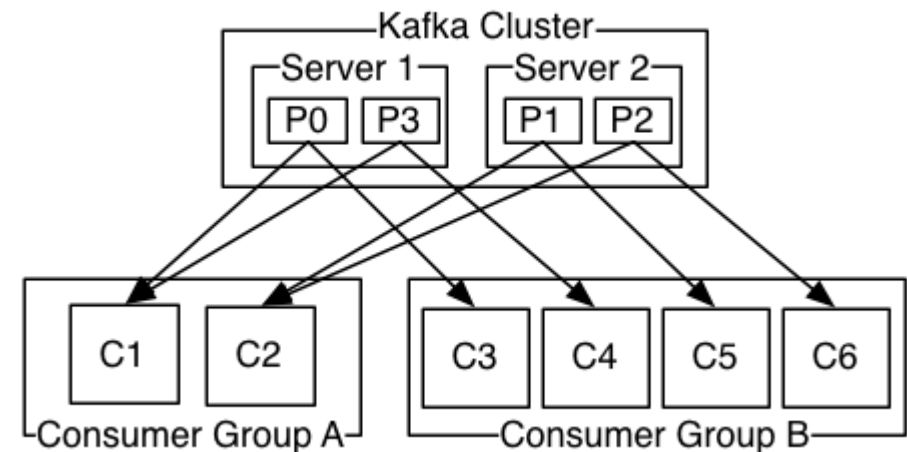 Kafka Cluster
Server 1 Server 2
P0 P3 P1 P2
C1 C2 C3 C4 C5 C6
Consumer Group A Consumer Group B